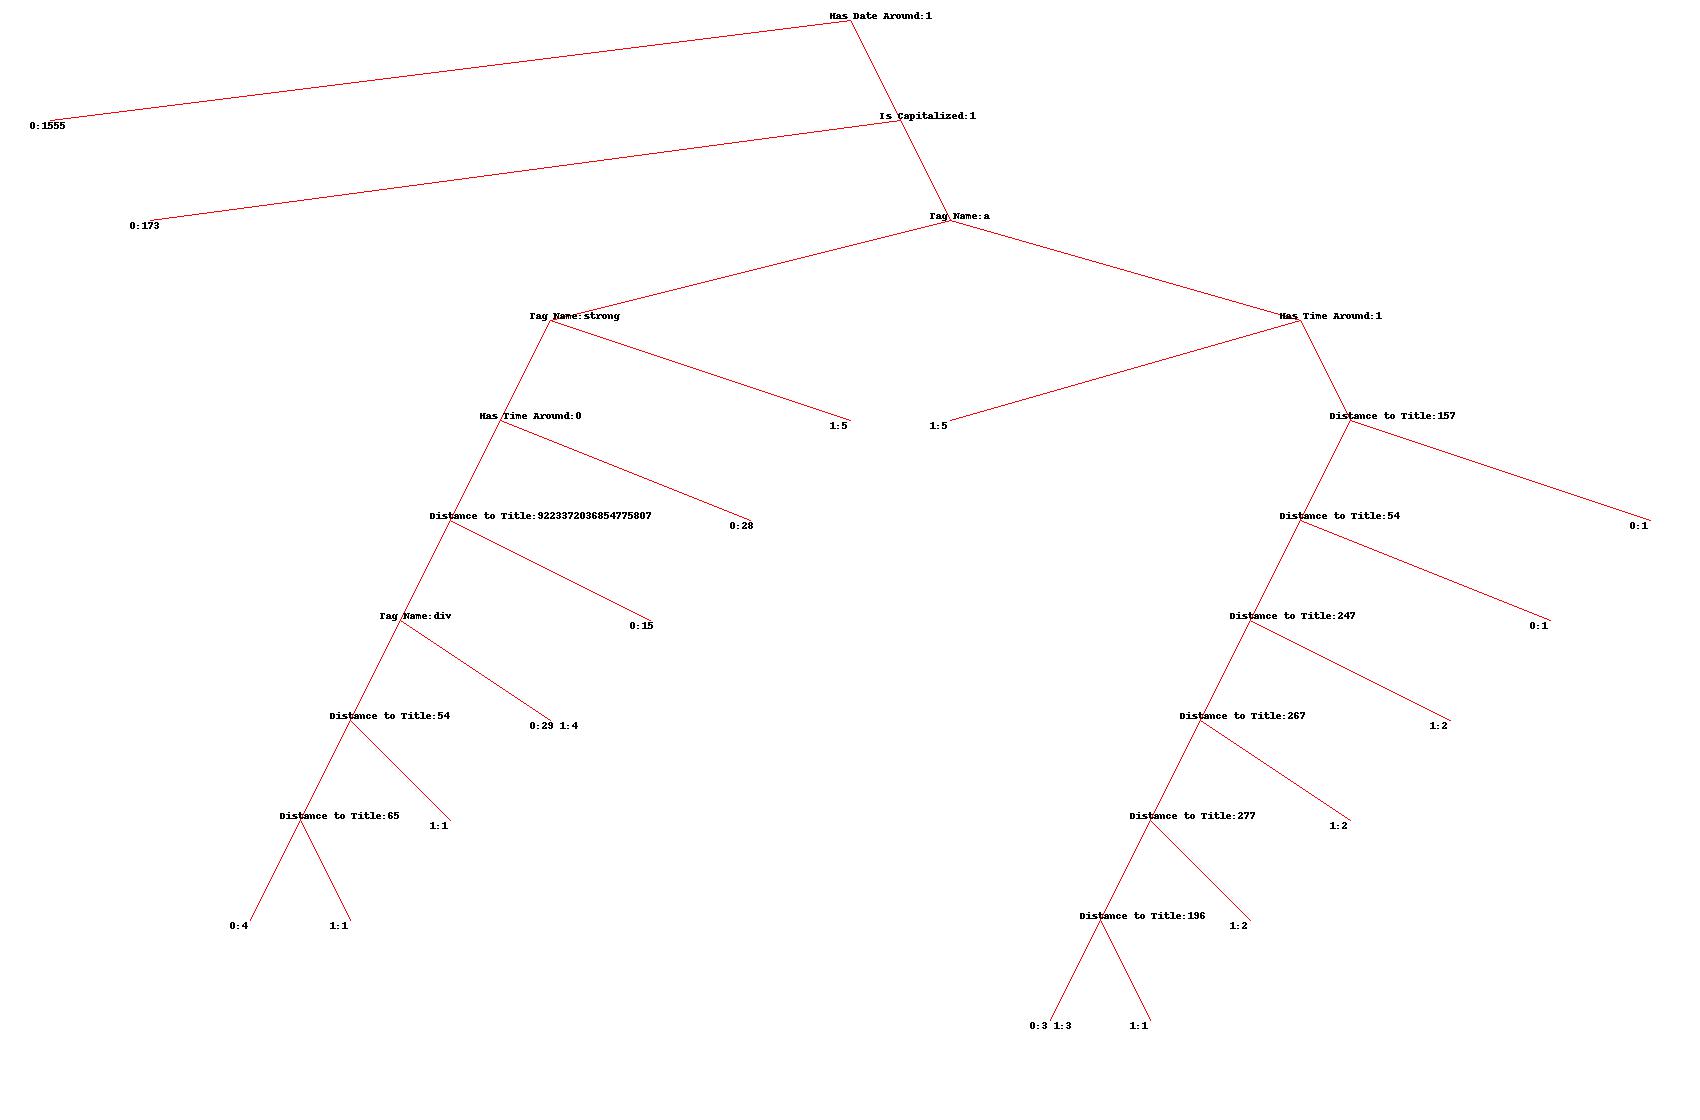 Has Date Around:1
0:1555
Is Capitalized:1
0:173
Tag Name:a
Tag Name:strong
Has Time Around:1
Has Time Around:0
1:5
1:5
Distance to Title:157
Distance to Title:9223372036854775807
0:28
Distance to Title:54
0:1
Tag Name:div
0:15
Distance to Title:247
0:1
Distance to Title:54
0:29 1:4
Distance to Title:267
1:2
Distance to Title:65
1:1
Distance to Title:277
1:2
0:4
1:1
Distance to Title:196
1:2
0:3 1:3
1:1